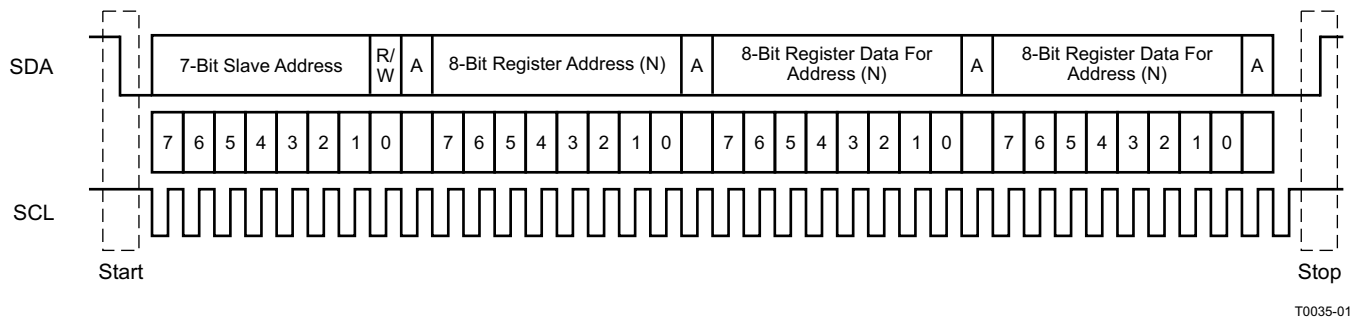 SDA
7-Bit Slave Address
R/
W
A
8-Bit Register Address (N)
A
8-Bit Register Data For
Address (N)
A
8-Bit Register Data For
Address (N)
A
7 6 5 4 3 2 1 0 7 6 5 4 3 2 1 0 7 6 5 4 3 2 1 0 7 6 5 4 3 2 1 0
SCL
Start
Stop
T0035-01